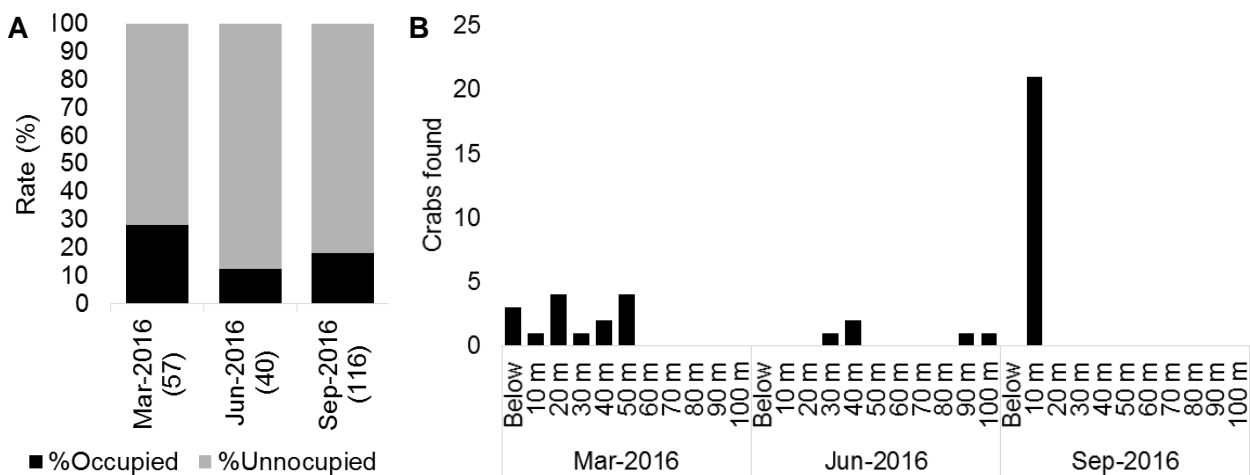 A
100
90
80
70
60
50
40
30
20
10
0
Rate (%)
Mar-2016
(57)
Jun-2016
(40)
Sep-2016
(116)
%Occupied %Unnocupied
B
25
20
15
10
5
0
Crabs found
Below 10 m 20 m 30 m 40 m 50 m 60 m 70 m 80 m 90 m 100 m Below 10 m 20 m 30 m 40 m 50 m 60 m 70 m 80 m 90 m 100 m Below 10 m 20 m 30 m 40 m 50 m 60 m 70 m 80 m 90 m 100 m
Mar-2016 Jun-2016 Sep-2016